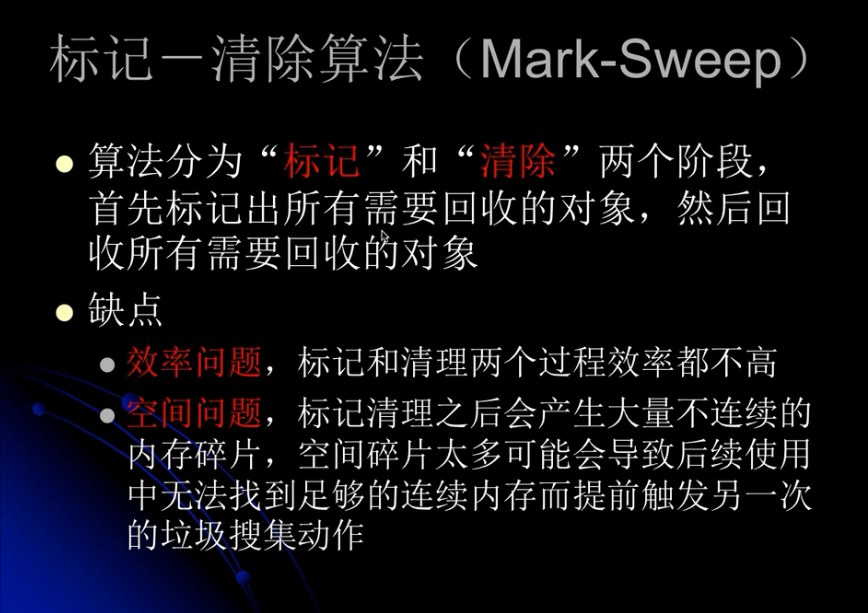 标记－清除算法（Mark-Sweep）
算法分为“标记”和“清除”两个阶段，
首先标记出所有需要回收的对象，然后回
收所有需要回收的对象
缺点
效率问题，标记和清理两个过程效率都不高
空间问题，标记清理之后会产生大量不连续的
内存碎片，空间碎片太多可能会导致后续使用
中无法找到足够的连续内存而提前触发另一次
的垃圾搜集动作